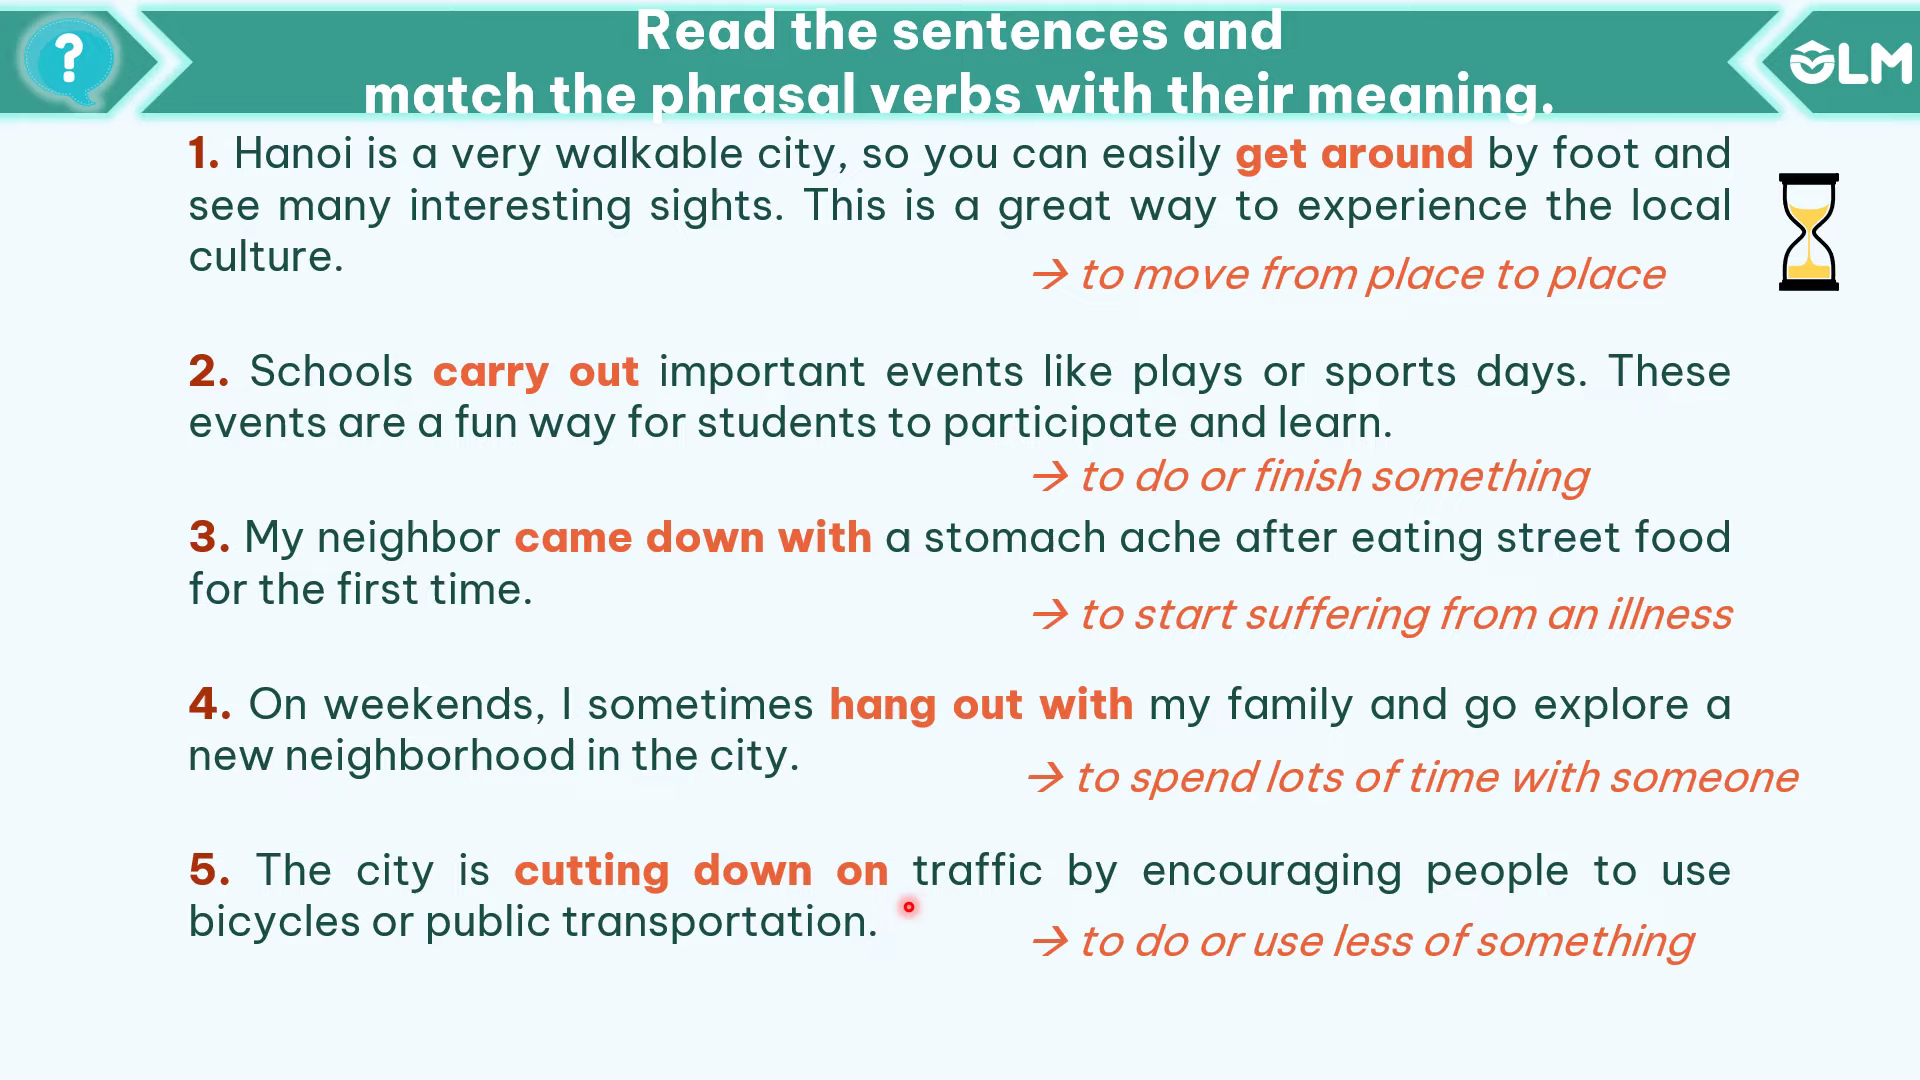 ?
Read the sentences and
match the phrasal verbs with their meaning.
OLM
1. Hanoi is a very walkable city, so you can easily get around by foot and
see many interesting sights. This is a great way to experience the local
culture.
→ to move from place to place
2. Schools carry out important events like plays or sports days. These
events are a fun way for students to participate and learn.
→ to do or finish something
3. My neighbor came down with a stomach ache after eating street food
for the first time.
→ to start suffering from an illness
4. On weekends, I sometimes hang out with my family and go explore a
new neighborhood in the city.
→ to spend lots of time with someone
5. The city is cutting down on traffic by encouraging people to use
bicycles or public transportation.
→ to do or use less of something